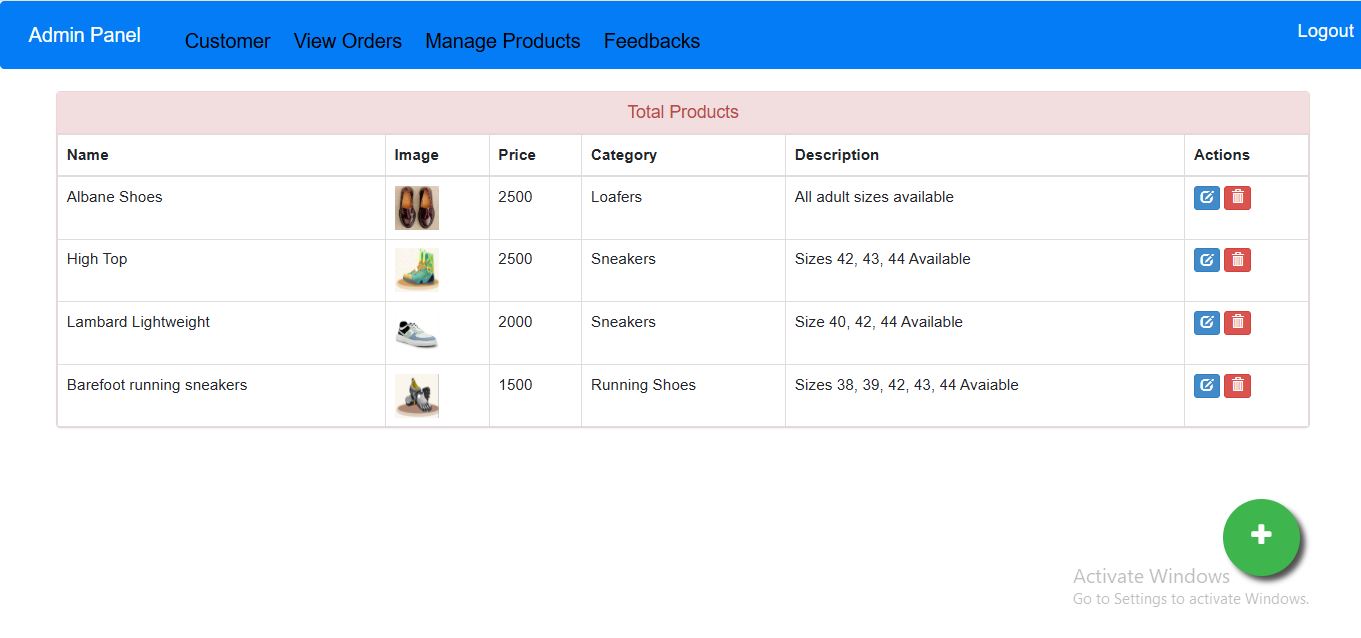 Admin Panel Customer View Orders Manage Products Feedbacks Logout
Total Products
Name Image Price Category Description Actions
Albane Shoes 2500 Loafers All adult sizes available
High Top 2500 Sneakers Sizes 42, 43, 44 Available
Lambard Lightweight 2000 Sneakers Size 40, 42, 44 Available
Barefoot running sneakers 1500 Running Shoes Sizes 38, 39, 42, 43, 44 Avaiable
Activate Windows
Go to Settings to activate Windows.